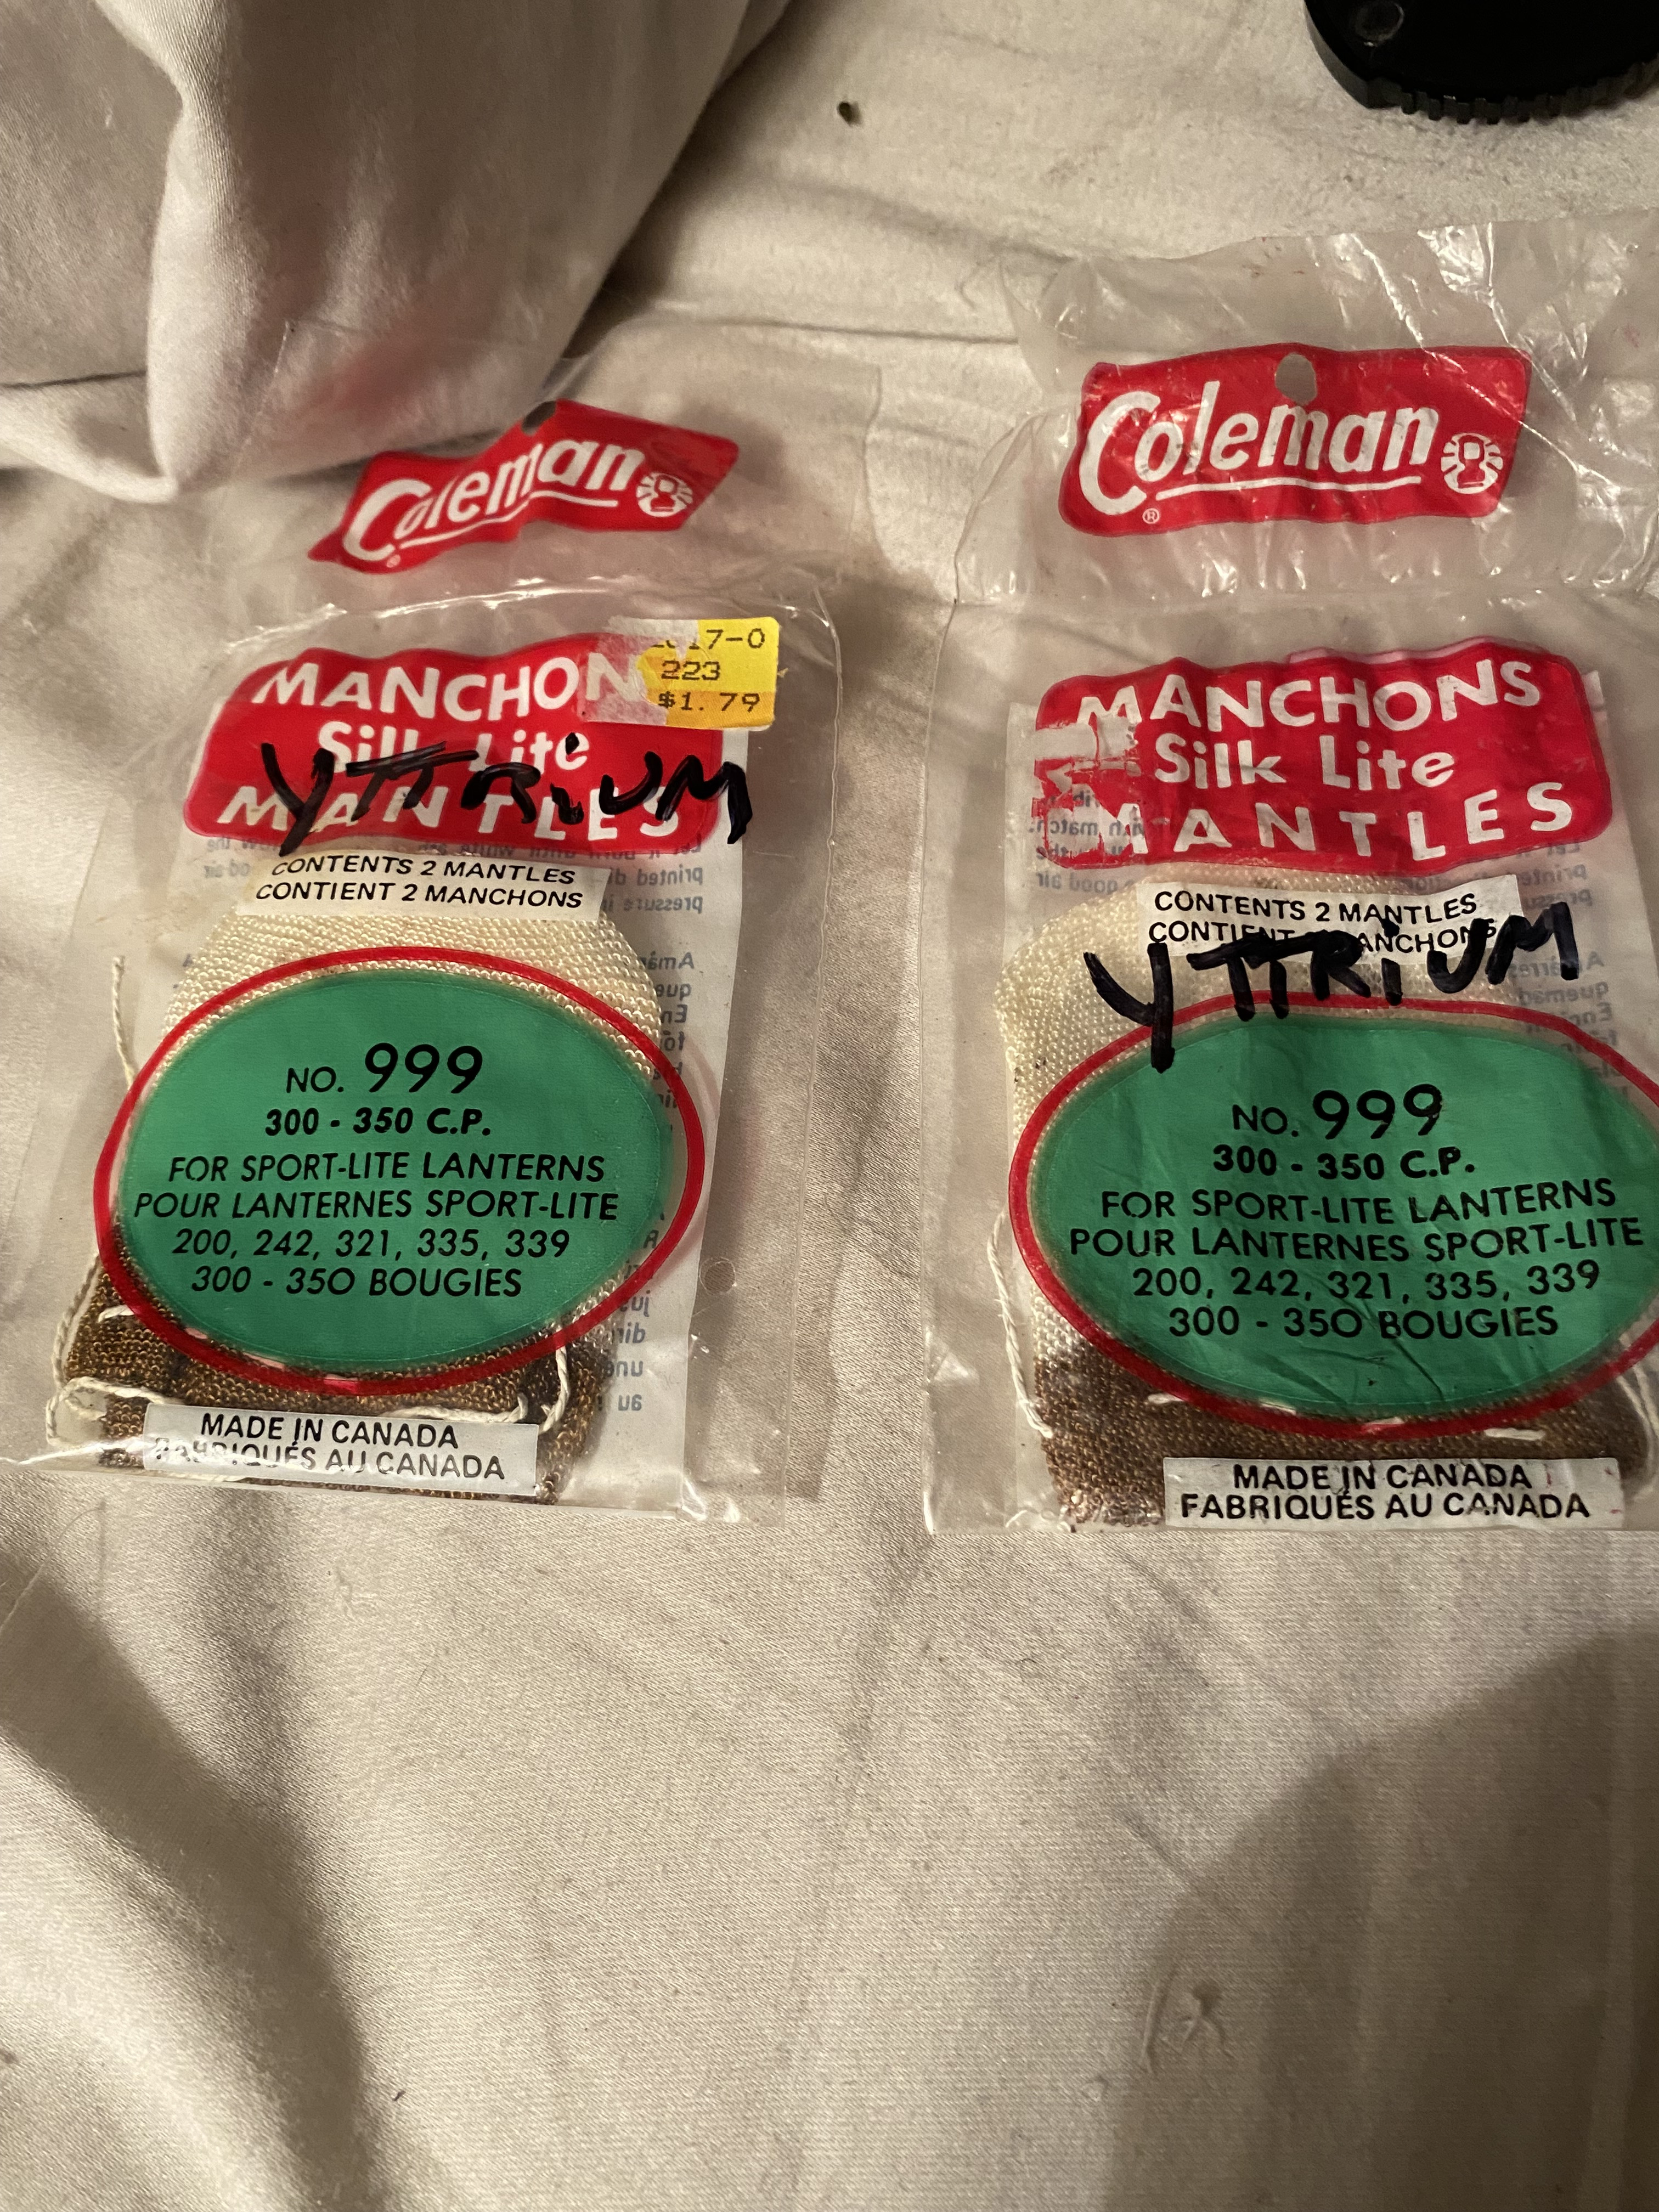 Coleman
®
17-0
223
$1.79
MANCHON
Silk Lite
MANTLES
YTTRIUM
CONTENTS 2 MANTLES
CONTIENT 2 MANCHONS
NO. 999
300 - 350 C.P.
FOR SPORT-LITE LANTERNS
POUR LANTERNES SPORT-LITE
200, 242, 321, 335, 339
300 - 350 BOUGIES
MADE IN CANADA
FABRIQUÉS AU CANADA
Coleman
®
MANCHONS
Silk Lite
MANTLES
CONTENTS 2 MANTLES
CONTIENT MANCHONS
YTTRIUM
NO. 999
300 - 350 C.P.
FOR SPORT-LITE LANTERNS
POUR LANTERNES SPORT-LITE
200, 242, 321, 335, 339
300 - 350 BOUGIES
MADE IN CANADA
FABRIQUÉS AU CANADA